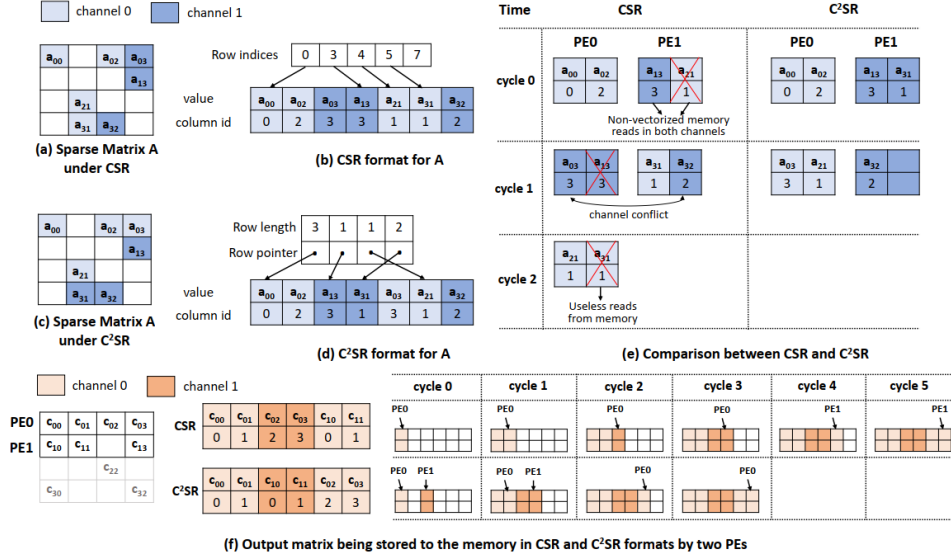 channel 0 channel 1
a00 a02 a03
a13
a21
a31 a32
(a) Sparse Matrix A
under CSR
Row indices 0 3 4 5 7
value a00 a02 a03 a13 a21 a31 a32
column id 0 2 3 3 1 1 2
(b) CSR format for A
a00 a02 a03
a13
a21
a31 a32
(c) Sparse Matrix A
under C²SR
Row length 3 1 1 2
Row pointer
value a00 a02 a13 a31 a03 a21 a32
column id 0 2 3 1 3 1 2
(d) C²SR format for A
Time CSR C²SR
PE0 PE1 PE0 PE1
cycle 0 a00 a02 a13 a21 a00 a02 a13 a31
0 2 3 1 0 2 3 1
Non-vectorized memory
reads in both channels
cycle 1 a03 a13 a31 a32 a03 a21 a32
3 3 1 2 3 1 2
channel conflict
cycle 2 a21 a31
1 1
Useless reads
from memory
(e) Comparison between CSR and C²SR
channel 0 channel 1
PE0 c00 c01 c02 c03
PE1 c10 c11 c13
c22
c30 c32
CSR c00 c01 c02 c03 c10 c11
0 1 2 3 0 1
C²SR c00 c01 c10 c11 c02 c03
0 1 0 1 2 3
cycle 0 cycle 1 cycle 2 cycle 3 cycle 4 cycle 5
PE0 PE0 PE0 PE0 PE1 PE1
PE0 PE1 PE0 PE1 PE0 PE0
(f) Output matrix being stored to the memory in CSR and C²SR formats by two PEs